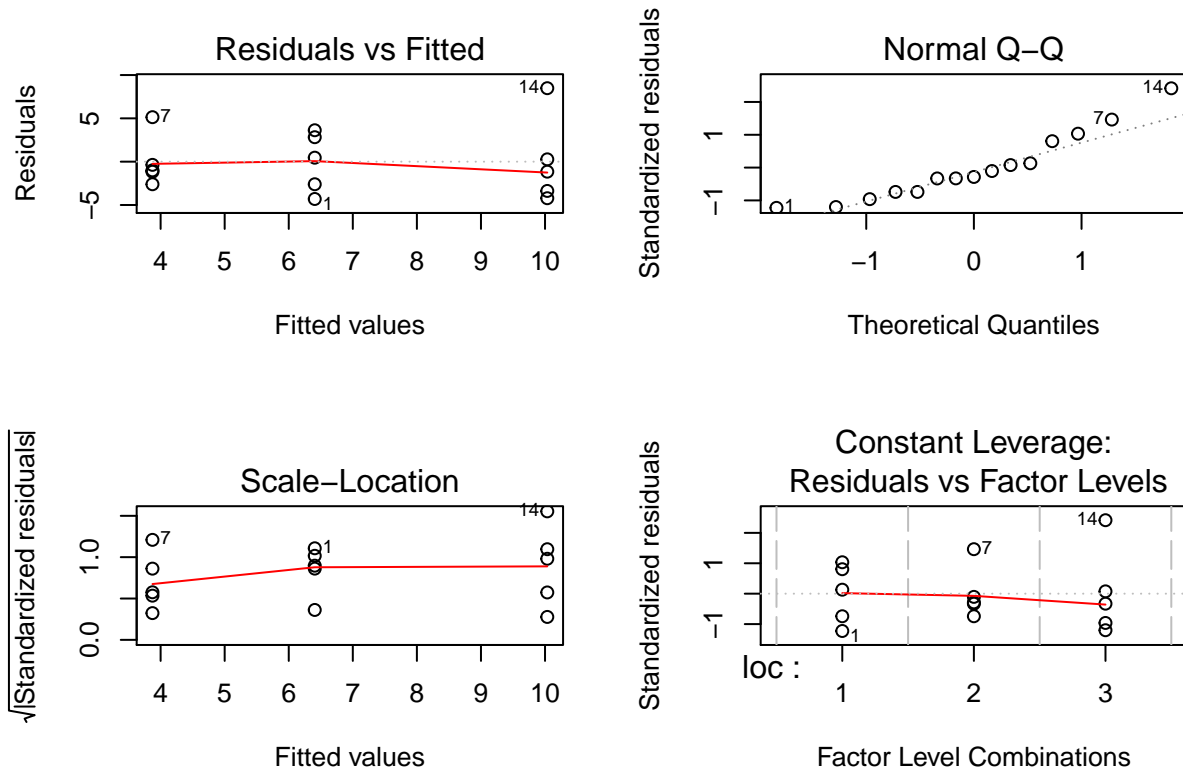 Residuals vs Fitted
Residuals
5
−5
7
1
14
4 5 6 7 8 9 10
Fitted values
Normal Q−Q
Standardized residuals
1
−1
1
7
14
−1 0 1
Theoretical Quantiles
Scale−Location
√|Standardized residuals|
1.0
0.0
7
1
14
4 5 6 7 8 9 10
Fitted values
Constant Leverage:
Residuals vs Factor Levels
Standardized residuals
1
−1
1
7
14
loc :
1 2 3
Factor Level Combinations